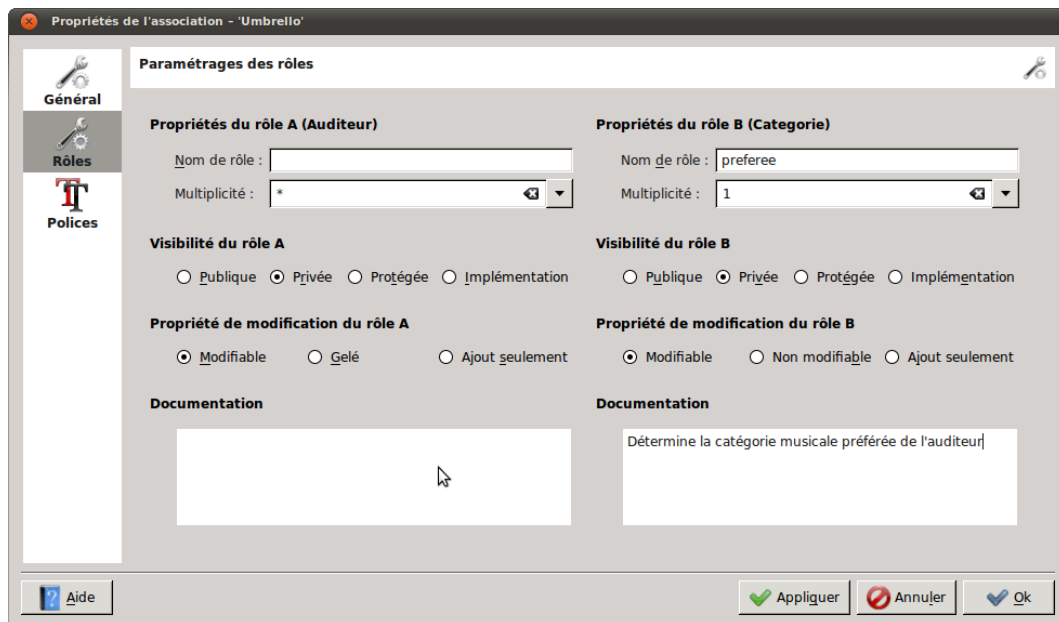 Propriétés de l'association – 'Umbrello'
Général
Rôles
Polices
Paramétrages des rôles
Propriétés du rôle A (Auditeur)
Nom de rôle :
Multiplicité : *
Visibilité du rôle A
Publique Privée Protégée Implémentation
Propriété de modification du rôle A
Modifiable Gelé Ajout seulement
Documentation
Propriétés du rôle B (Categorie)
Nom de rôle : preferee
Multiplicité : 1
Visibilité du rôle B
Publique Privée Protégée Implémentation
Propriété de modification du rôle B
Modifiable Non modifiable Ajout seulement
Documentation
Détermine la catégorie musicale préférée de l'auditeur
Aide
Appliquer
Annuler
Ok